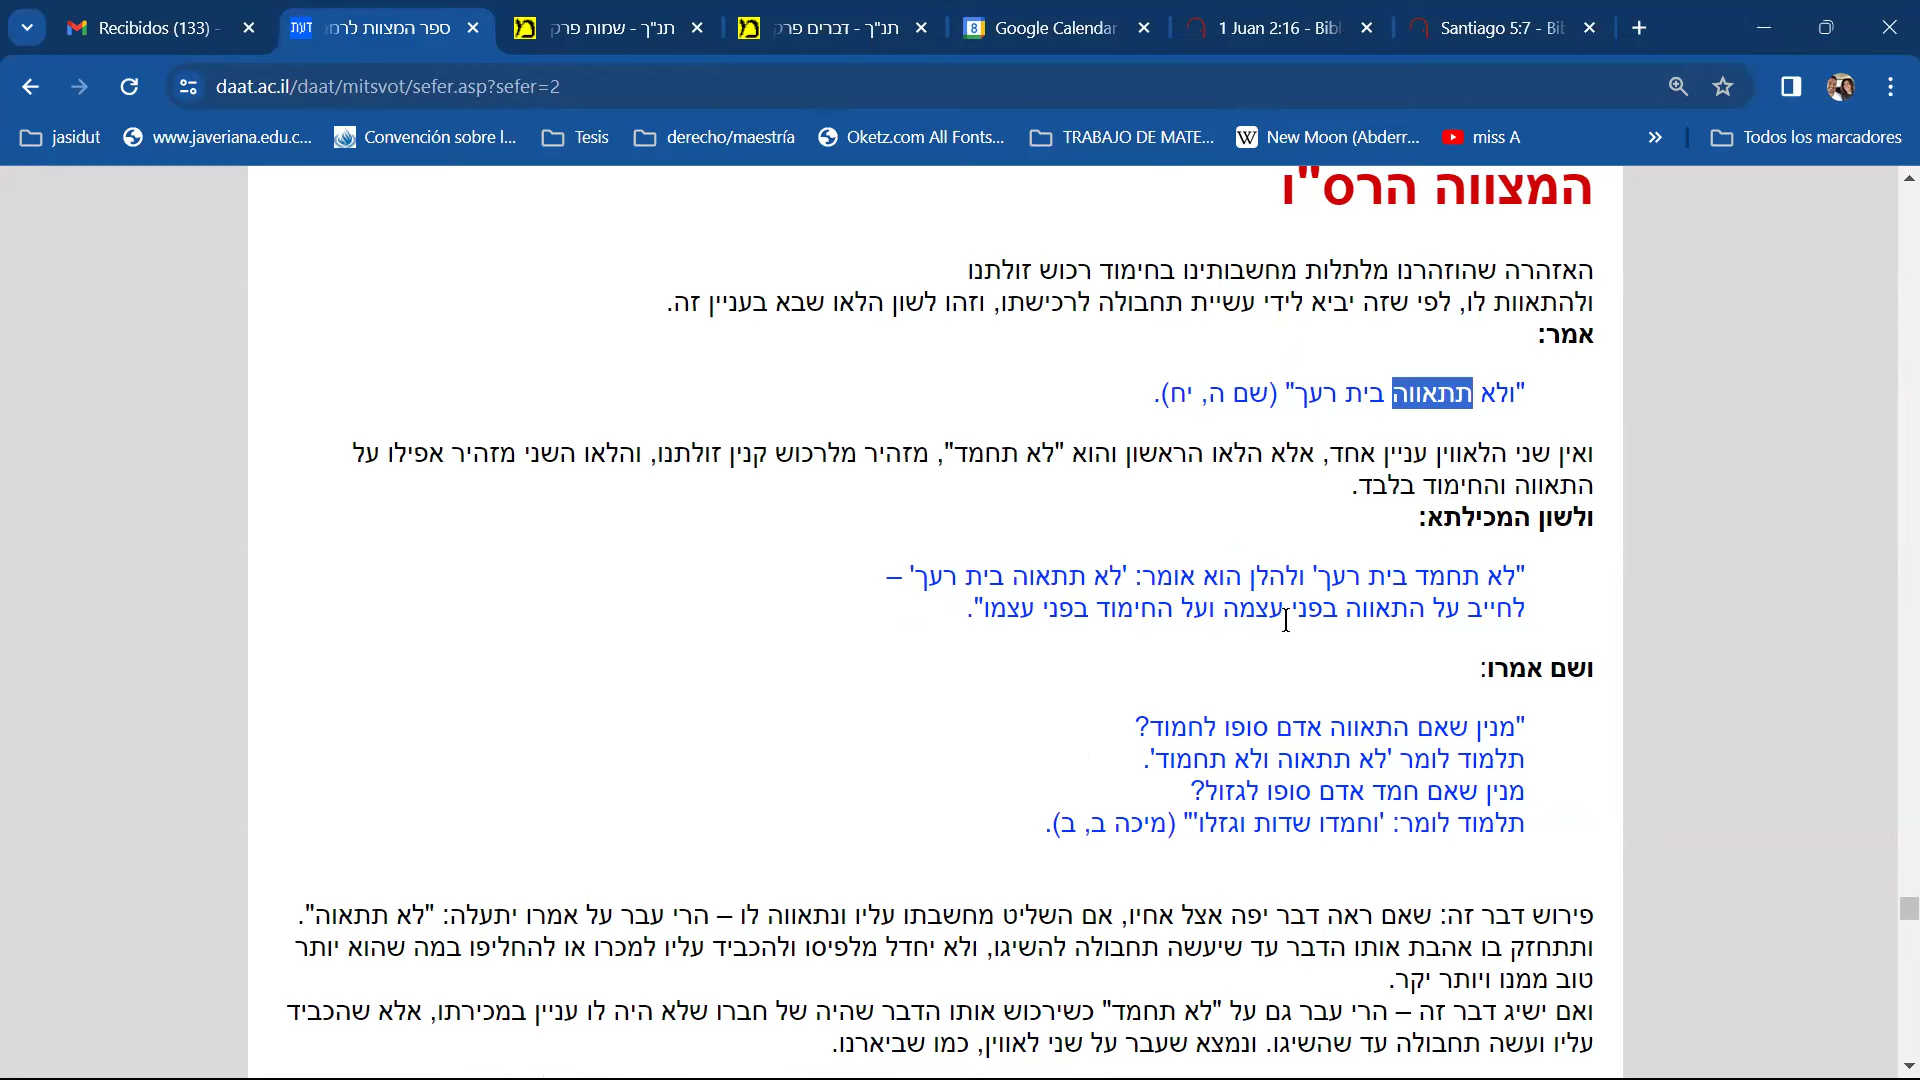 Recibidos (133) -
ספר המצוות לרמ
תנ"ך - שמות פרק
תנ"ך - דברים פרק
Google Calendar
1 Juan 2:16 - Bibl
Santiago 5:7 - Bib
daat.ac.il/daat/mitsvot/sefer.asp?sefer=2
jasidut
www.javeriana.edu.c...
Convención sobre l...
Tesis
derecho/maestría
Oketz.com All Fonts...
TRABAJO DE MATE...
New Moon (Abderr...
miss A
Todos los marcadores
המצווה הרס"ו
האזהרה שהוזהרנו מלתלות מחשבותינו בחימוד רכוש זולתנו
ולהתאוות לו, לפי שזה יביא לידי עשיית תחבולה לרכישתו, וזהו לשון הלאו שבא בעניין זה.
אמר:
"ולא תתאווה בית רעך" (שם ה, יח).
ואין שני הלאווין עניין אחד, אלא הלאו הראשון והוא "לא תחמד", מזהיר מלרכוש קנין זולתנו, והלאו השני מזהיר אפילו על
התאווה והחימוד בלבד.
ולשון המכילתא:
"לא תחמד בית רעך' ולהלן הוא אומר: 'לא תתאוה בית רעך' –
לחייב על התאווה בפני עצמה ועל החימוד בפני עצמו".
ושם אמרו:
"מנין שאם התאווה אדם סופו לחמוד?
תלמוד לומר 'לא תתאוה ולא תחמוד'.
מנין שאם חמד אדם סופו לגזול?
תלמוד לומר: 'וחמדו שדות וגזלו'" (מיכה ב, ב).
פירוש דבר זה: שאם ראה דבר יפה אצל אחיו, אם השליט מחשבתו עליו ונתאווה לו – הרי עבר על אמרו יתעלה: "לא תתאוה".
ותתחזק בו אהבת אותו הדבר עד שיעשה תחבולה להשיגו, ולא יחדל מלפיסו ולהכביד עליו למכרו או להחליפו במה שהוא יותר
טוב ממנו ויותר יקר.
ואם ישיג דבר זה – הרי עבר גם על "לא תחמד" כשירכוש אותו הדבר שהיה של חברו שלא היה לו עניין במכירתו, אלא שהכביד
עליו ועשה תחבולה עד שהשיגו. ונמצא שעבר על שני לאווין, כמו שביארנו.